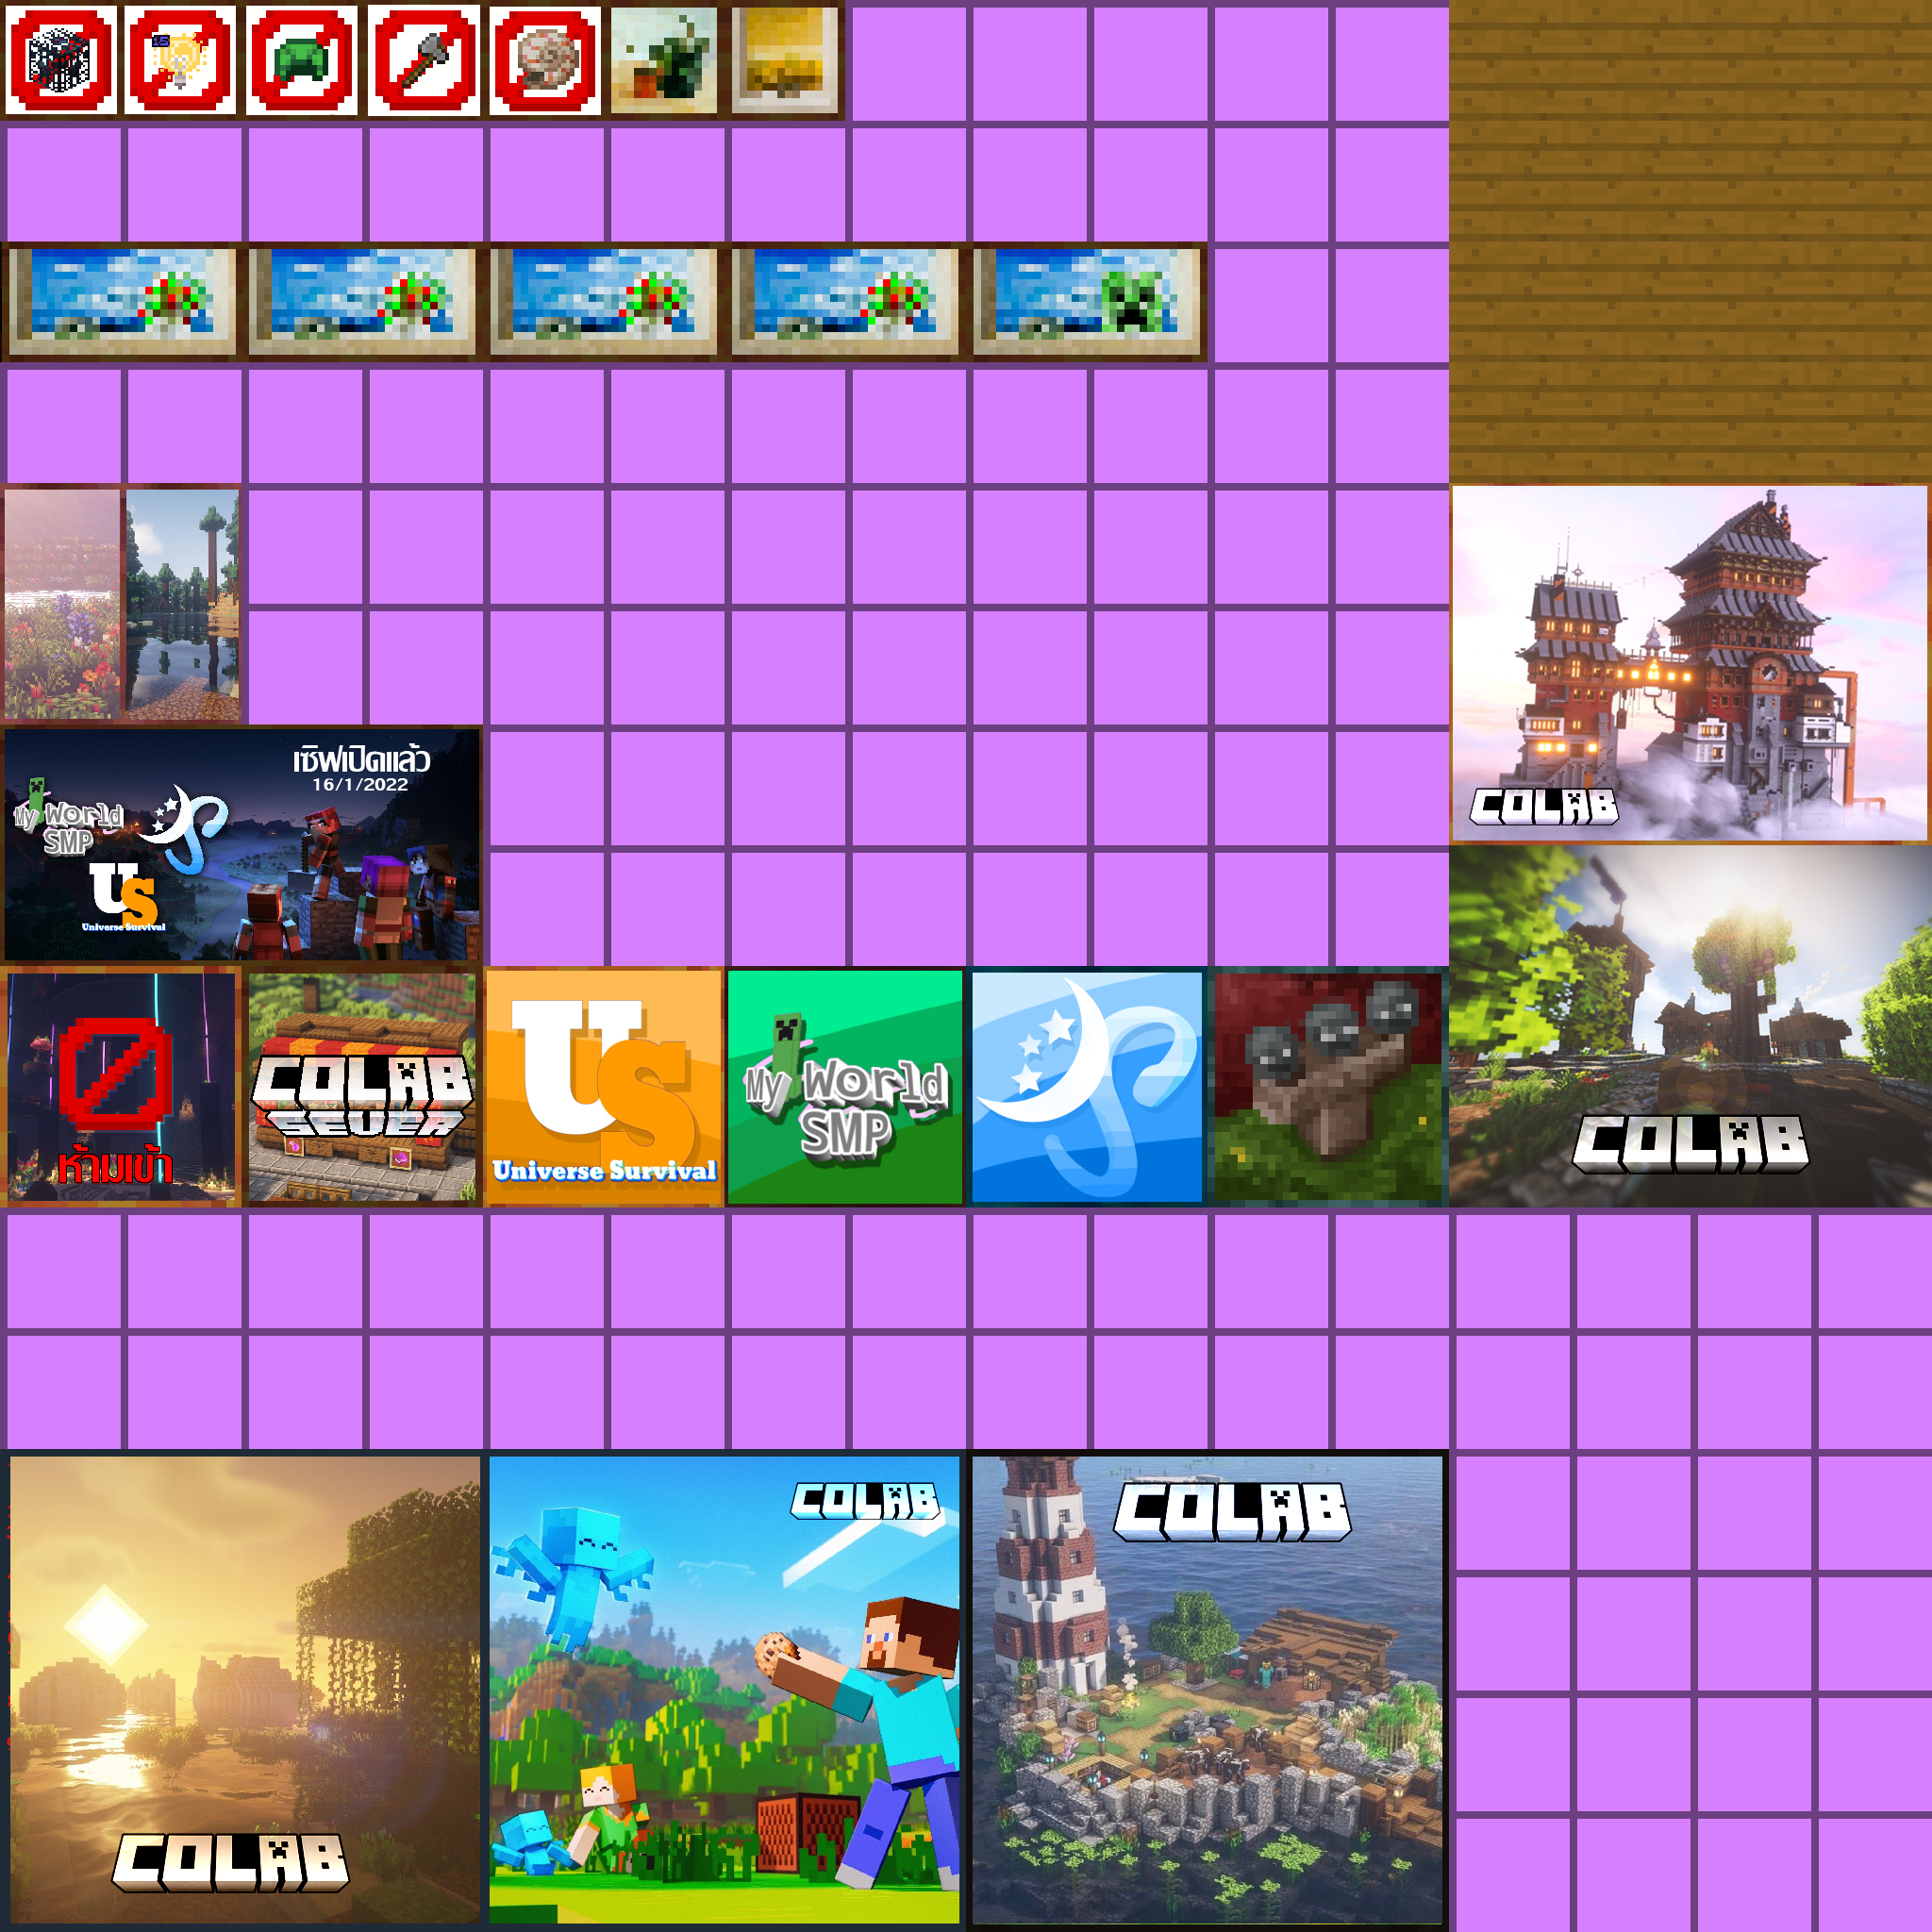 15
เซิฟเปิดแล้ว
16/1/2022
My World
SMP
US
Universe Survival
COLAB
ห้ามเข้า
COLAB
SEVER
US
Universe Survival
My World
SMP
S
COLAB
COLAB
COLAB
COLAB